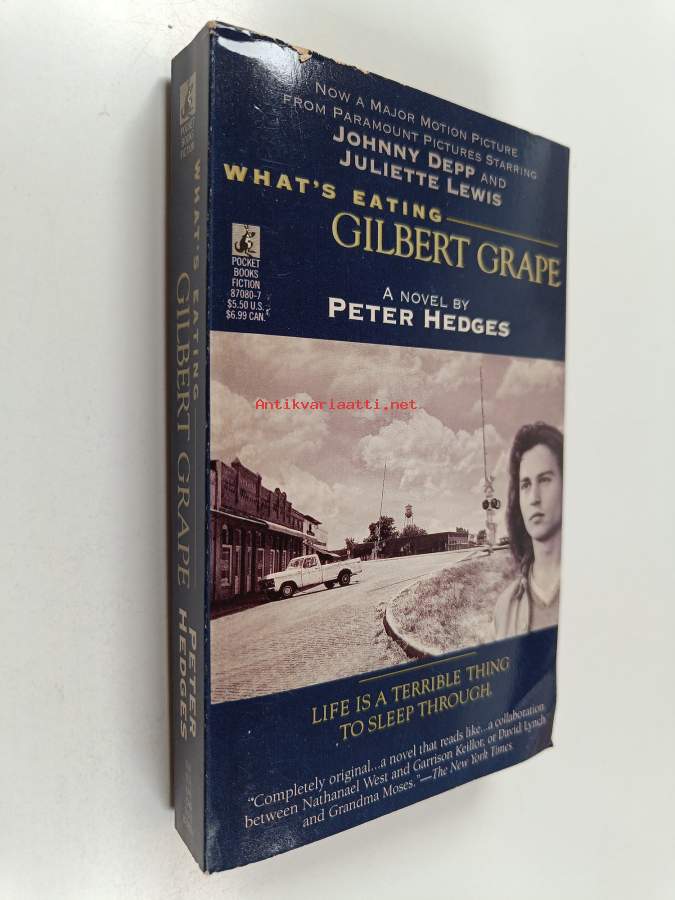 NOW A MAJOR MOTION PICTURE
FROM PARAMOUNT PICTURES STARRING
JOHNNY DEPP AND
JULIETTE LEWIS
WHAT'S EATING
GILBERT GRAPE
A NOVEL BY
PETER HEDGES
POCKET
BOOKS
FICTION
87080-7
$5.50 U.S.
$6.99 CAN.
Antikvariaatti.net
LIFE IS A TERRIBLE THING
TO SLEEP THROUGH.
"Completely original...a novel that reads like...a collaboration
between Nathanael West and Garrison Keillor, or David Lynch
and Grandma Moses."—The New York Times
POCKET
BOOKS
FICTION
WHAT'S EATING
GILBERT GRAPE
PETER
HEDGES